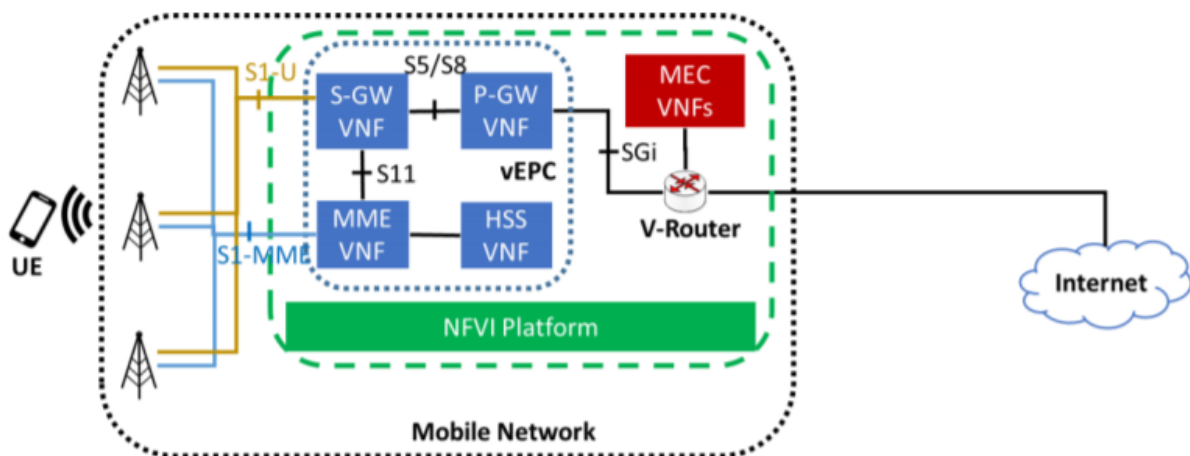 S1-U
S5/S8
S-GW
VNF
P-GW
VNF
MEC
VNFs
SGi
S11
vEPC
MME
VNF
HSS
VNF
V-Router
UE
S1-MME
Internet
NFVI Platform
Mobile Network